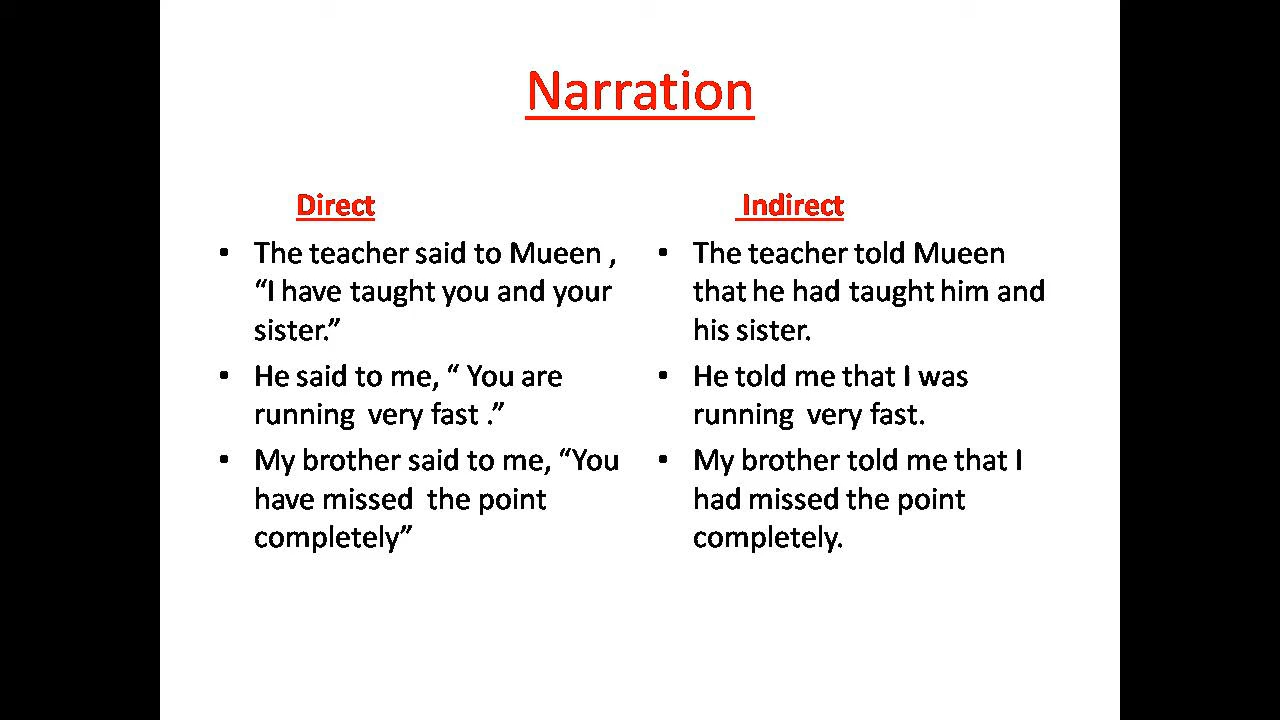 Narration
Direct
• The teacher said to Mueen ,
“I have taught you and your
sister.”
• He said to me, “ You are
running  very fast .”
• My brother said to me, “You
have missed  the point
completely”
Indirect
• The teacher told Mueen
that he had taught him and
his sister.
• He told me that I was
running  very fast.
• My brother told me that I
had missed the point
completely.